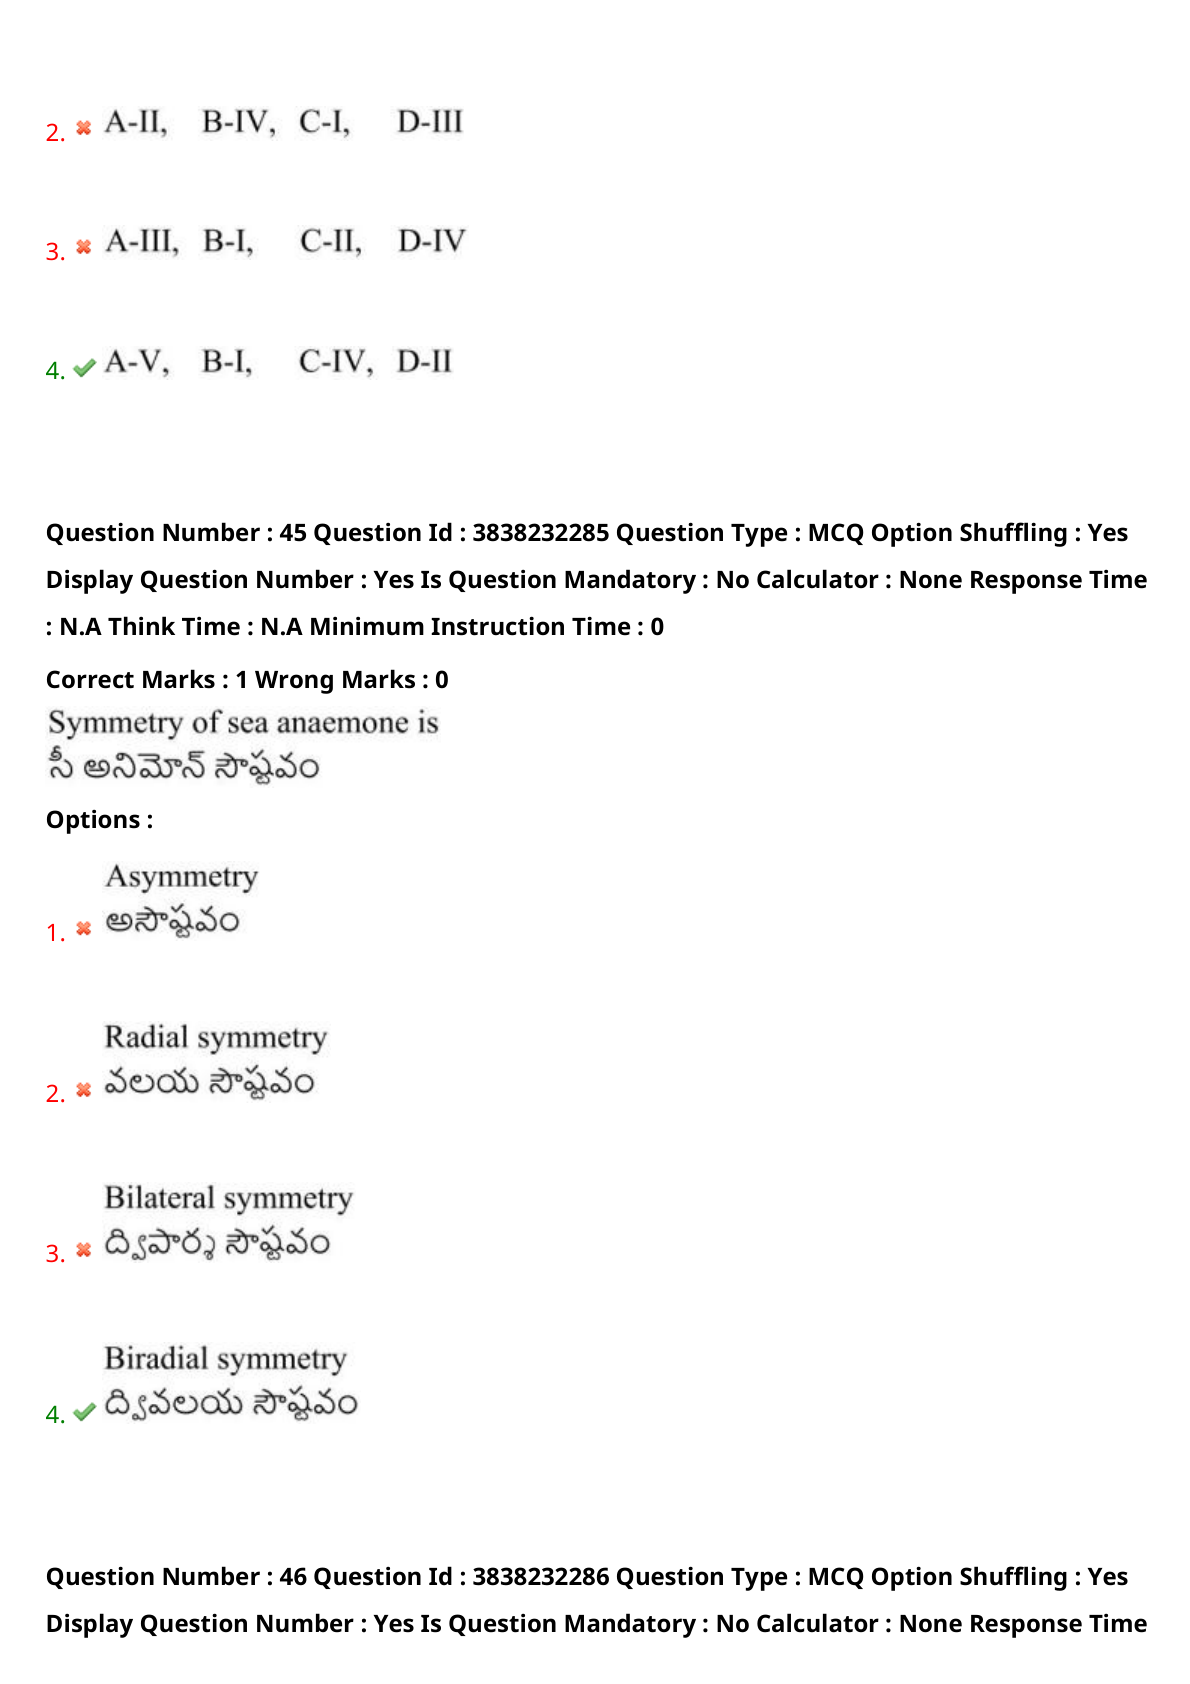 2. A-II, B-IV, C-I, D-III
3. A-III, B-I, C-II, D-IV
4. A-V, B-I, C-IV, D-II
Question Number : 45 Question Id : 3838232285 Question Type : MCQ Option Shuffling : Yes
Display Question Number : Yes Is Question Mandatory : No Calculator : None Response Time
: N.A Think Time : N.A Minimum Instruction Time : 0
Correct Marks : 1 Wrong Marks : 0
Symmetry of sea anaemone is
సీ అనిమోన్ సౌష్టవం
Options :
Asymmetry
1. అసౌష్టవం
Radial symmetry
2. వలయ సౌష్టవం
Bilateral symmetry
3. ద్విపార్శ్వ సౌష్టవం
Biradial symmetry
4. ద్వివలయ సౌష్టవం
Question Number : 46 Question Id : 3838232286 Question Type : MCQ Option Shuffling : Yes
Display Question Number : Yes Is Question Mandatory : No Calculator : None Response Time